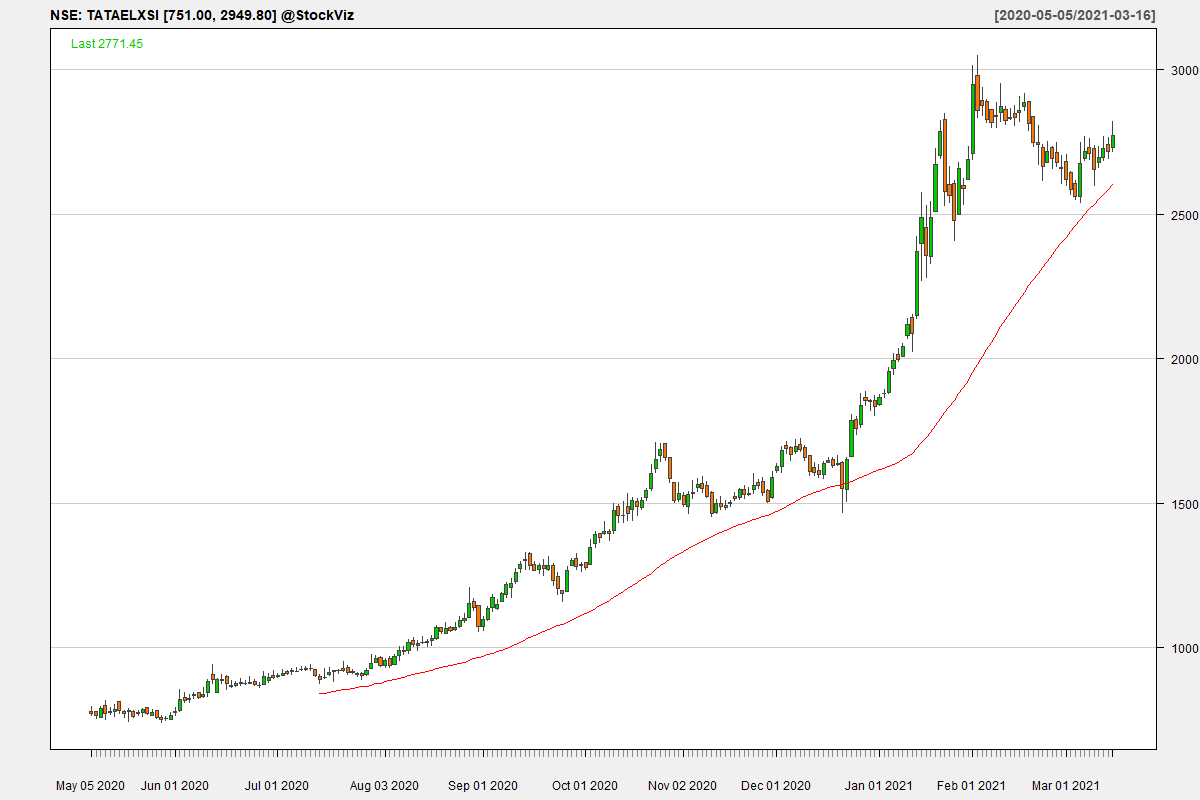 NSE: TATAELXSI [751.00, 2949.80] @StockViz [2020-05-05/2021-03-16]
Last 2771.45
3000
2500
2000
1500
1000
May 05 2020 Jun 01 2020 Jul 01 2020 Aug 03 2020 Sep 01 2020 Oct 01 2020 Nov 02 2020 Dec 01 2020 Jan 01 2021 Feb 01 2021 Mar 01 2021